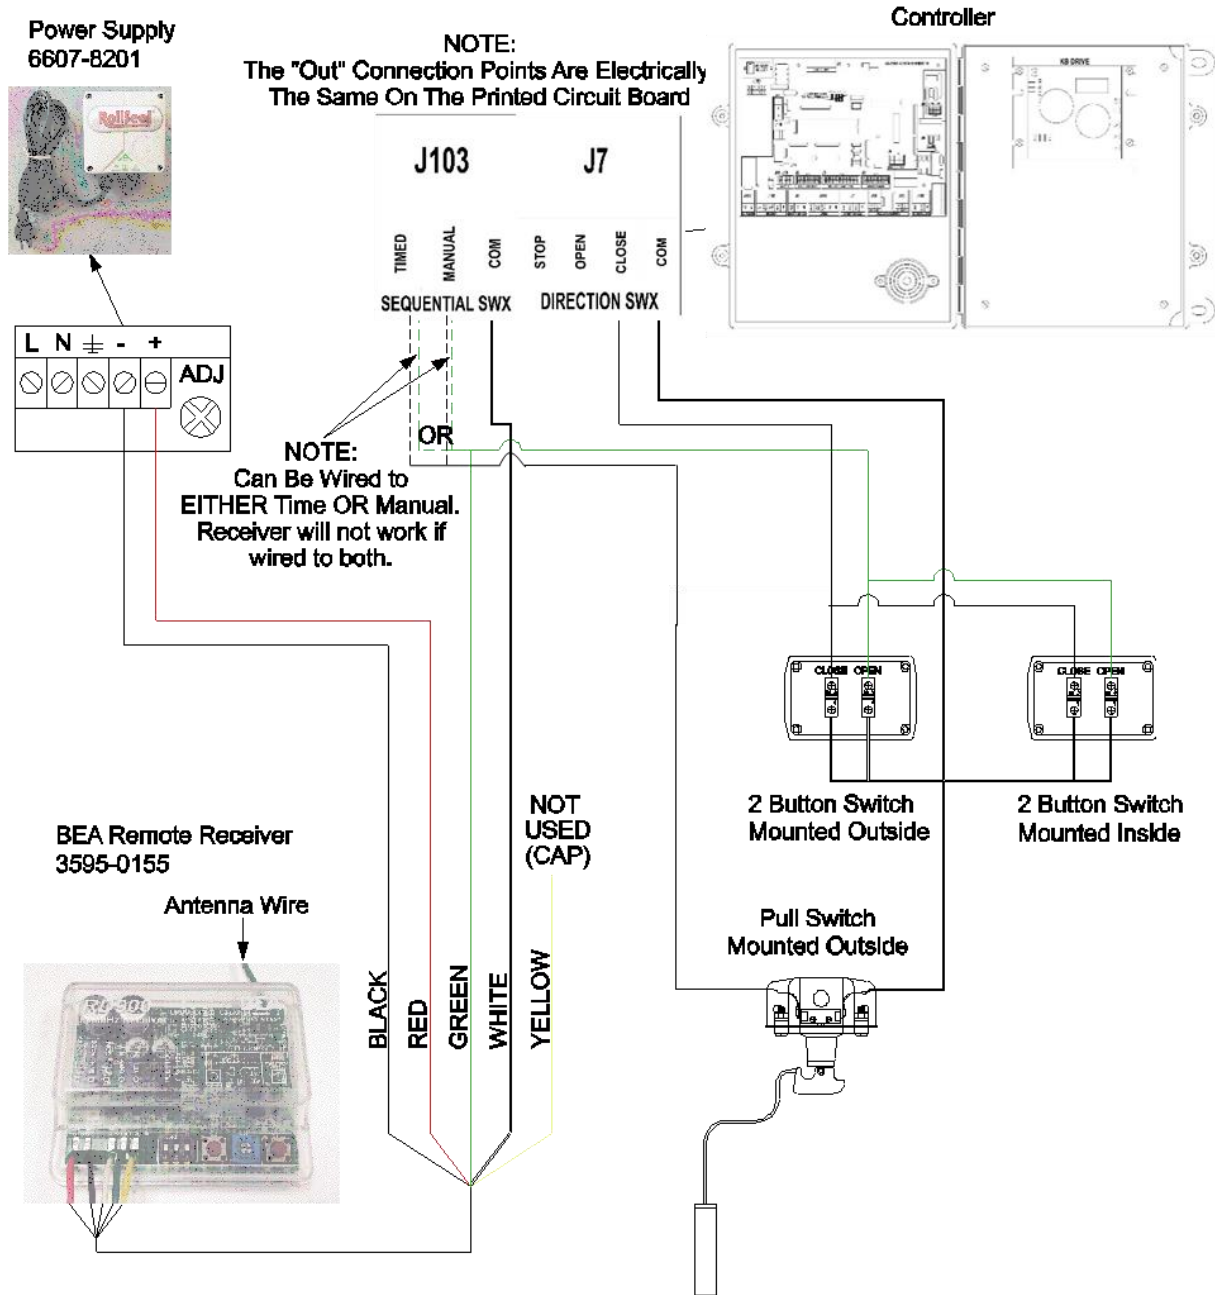 Controller
Power Supply
6607-8201
NOTE:
The "Out" Connection Points Are Electrically
The Same On The Printed Circuit Board
KB DRIVE
J103
J7
TIMED
MANUAL
COM
STOP
OPEN
CLOSE
COM
SEQUENTIAL SWX
DIRECTION SWX
L N - +
ADJ
OR
NOTE:
Can Be Wired to
EITHER Time OR Manual.
Receiver will not work if
wired to both.
CLOSE OPEN
CLOSE OPEN
2 Button Switch
Mounted Outside
2 Button Switch
Mounted Inside
NOT
USED
(CAP)
BEA Remote Receiver
3595-0155
Antenna Wire
Pull Switch
Mounted Outside
BLACK
RED
GREEN
WHITE
YELLOW